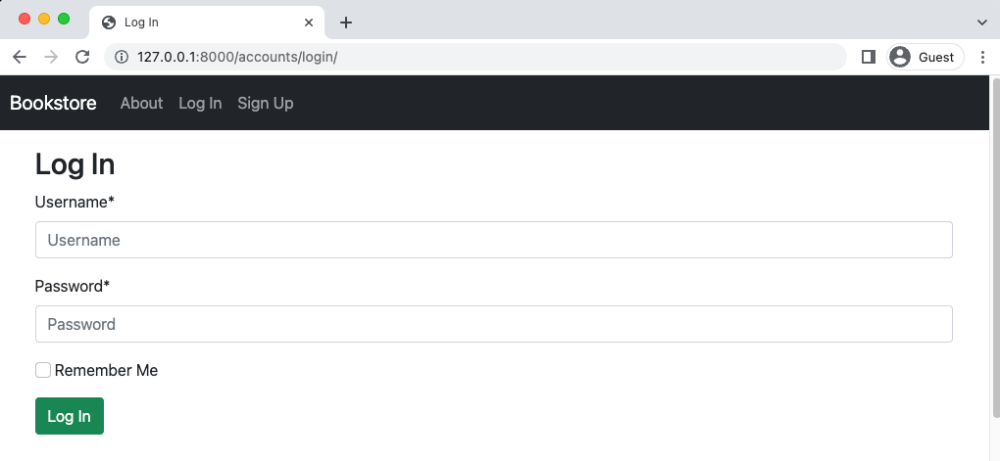 Log In
127.0.0.1:8000/accounts/login/
Guest
Bookstore About Log In Sign Up
Log In
Username*
Username
Password*
Password
Remember Me
Log In